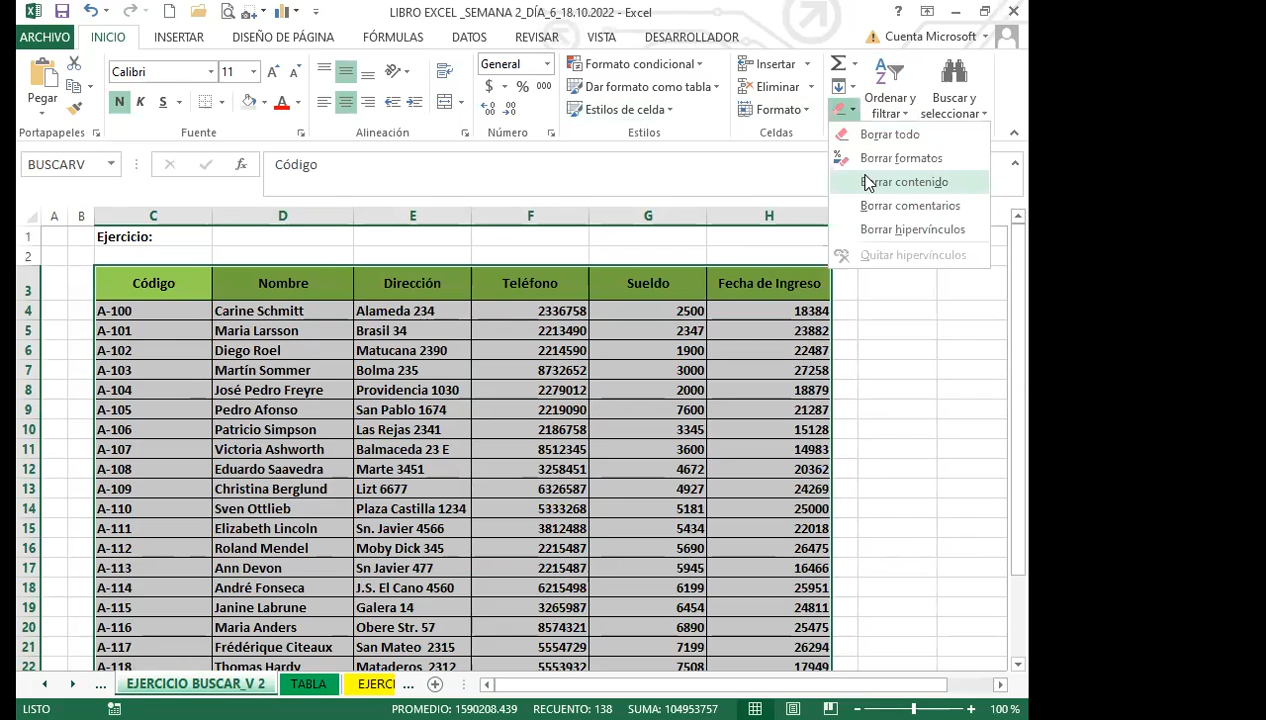 LIBRO EXCEL _SEMANA 2_DÍA_6_18.10.2022 - Excel
ARCHIVO INICIO INSERTAR DISEÑO DE PÁGINA FÓRMULAS DATOS REVISAR VISTA DESARROLLADOR Cuenta Microsoft
Calibri 11 General Formato condicional Insertar
Pegar N K S $ % 000 Dar formato como tabla Eliminar Ordenar y filtrar Buscar y seleccionar
Estilos de celda Formato
Portapapeles Fuente Alineación Número Estilos Celdas
Borrar todo
Borrar formatos
Borrar contenido
Borrar comentarios
Borrar hipervínculos
Quitar hipervínculos
BUSCARV fx Código
A B C D E F G H
1 Ejercicio:
2
3 Código Nombre Dirección Teléfono Sueldo Fecha de Ingreso
4 A-100 Carine Schmitt Alameda 234 2336758 2500 18384
5 A-101 Maria Larsson Brasil 34 2213490 2347 23882
6 A-102 Diego Roel Matucana 2390 2214590 1900 22487
7 A-103 Martín Sommer Bolma 235 8732652 3000 27258
8 A-104 José Pedro Freyre Providencia 1030 2279012 2000 18879
9 A-105 Pedro Afonso San Pablo 1674 2219090 7600 21287
10 A-106 Patricio Simpson Las Rejas 2341 2186758 3345 15128
11 A-107 Victoria Ashworth Balmaceda 23 E 8512345 3600 14983
12 A-108 Eduardo Saavedra Marte 3451 3258451 4672 20362
13 A-109 Christina Berglund Lizt 6677 6326587 4927 24269
14 A-110 Sven Ottlieb Plaza Castilla 1234 5333268 5181 25000
15 A-111 Elizabeth Lincoln Sn. Javier 4566 3812488 5434 22018
16 A-112 Roland Mendel Moby Dick 345 2215487 5690 26475
17 A-113 Ann Devon Sn Javier 477 2215487 5945 16466
18 A-114 André Fonseca J.S. El Cano 4560 6215498 6199 25951
19 A-115 Janine Labrune Galera 14 3265987 6454 24811
20 A-116 Maria Anders Obere Str. 57 8574321 6890 25475
21 A-117 Frédérique Citeaux San Mateo 2315 5554729 7199 26294
22 A-118 Thomas Hardy Mataderos 2312 5553932 7508 17949
... EJERCICIO BUSCAR_V 2 TABLA EJERCI ...
LISTO PROMEDIO: 1590208.439 RECUENTO: 138 SUMA: 104953757 100 %